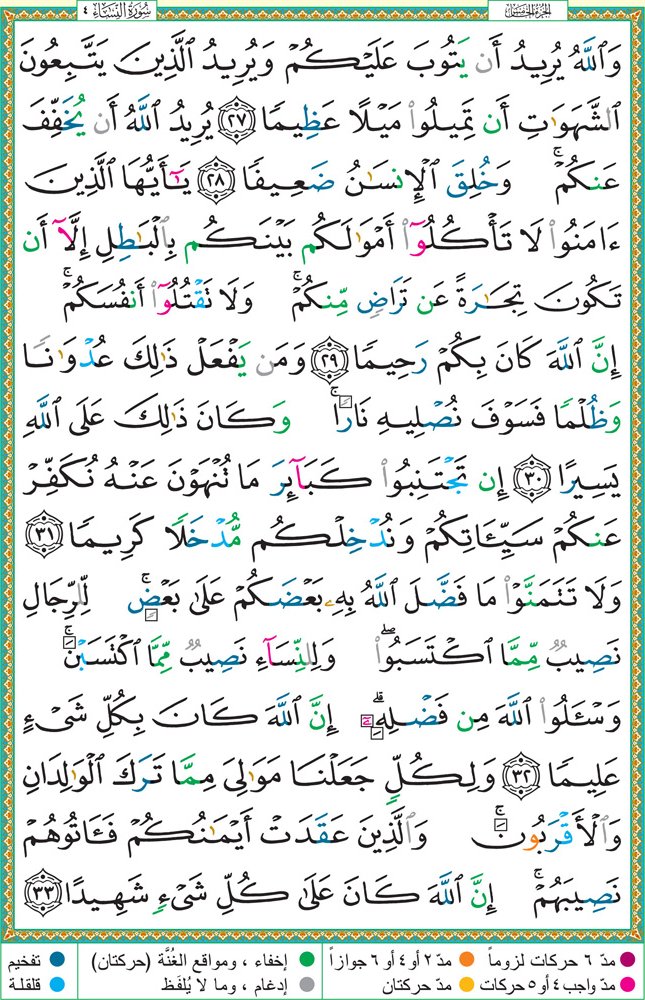 سُورَةُ النِّسَاءِ ٤
الجزء الخامس
وَٱللَّهُ يُرِيدُ أَن يَتُوبَ عَلَيْكُمْ وَيُرِيدُ ٱلَّذِينَ يَتَّبِعُونَ
ٱلشَّهَوَٰتِ أَن تَمِيلُوا۟ مَيْلًا عَظِيمًا ٢٧ يُرِيدُ ٱللَّهُ أَن يُخَفِّفَ
عَنكُمْ ۚ وَخُلِقَ ٱلْإِنسَـٰنُ ضَعِيفًا ٢٨ يَـٰٓأَيُّهَا ٱلَّذِينَ
ءَامَنُوا۟ لَا تَأْكُلُوٓا۟ أَمْوَٰلَكُم بَيْنَكُم بِٱلْبَـٰطِلِ إِلَّآ أَن
تَكُونَ تِجَـٰرَةً عَن تَرَاضٍ مِّنكُمْ ۚ وَلَا تَقْتُلُوٓا۟ أَنفُسَكُمْ ۚ
إِنَّ ٱللَّهَ كَانَ بِكُمْ رَحِيمًا ٢٩ وَمَن يَفْعَلْ ذَٰلِكَ عُدْوَٰنًا
وَظُلْمًا فَسَوْفَ نُصْلِيهِ نَارًا ۚ وَكَانَ ذَٰلِكَ عَلَى ٱللَّهِ
يَسِيرًا ٣٠ إِن تَجْتَنِبُوا۟ كَبَآئِرَ مَا تُنْهَوْنَ عَنْهُ نُكَفِّرْ
عَنكُمْ سَيِّـَٔاتِكُمْ وَنُدْخِلْكُم مُّدْخَلًا كَرِيمًا ٣١
وَلَا تَتَمَنَّوْا۟ مَا فَضَّلَ ٱللَّهُ بِهِۦ بَعْضَكُمْ عَلَىٰ بَعْضٍ ۚ لِّلرِّجَالِ
نَصِيبٌ مِّمَّا ٱكْتَسَبُوا۟ ۖ وَلِلنِّسَآءِ نَصِيبٌ مِّمَّا ٱكْتَسَبْنَ ۚ
وَسْـَٔلُوا۟ ٱللَّهَ مِن فَضْلِهِۦٓ ۗ إِنَّ ٱللَّهَ كَانَ بِكُلِّ شَىْءٍ
عَلِيمًا ٣٢ وَلِكُلٍّ جَعَلْنَا مَوَٰلِىَ مِمَّا تَرَكَ ٱلْوَٰلِدَانِ
وَٱلْأَقْرَبُونَ ۚ وَٱلَّذِينَ عَقَدَتْ أَيْمَـٰنُكُمْ فَـَٔاتُوهُمْ
نَصِيبَهُمْ ۚ إِنَّ ٱللَّهَ كَانَ عَلَىٰ كُلِّ شَىْءٍ شَهِيدًا ٣٣
مدّ ٦ حركات لزوماً
مدّ ٢ أو ٤ أو ٦ جوازاً
إخفاء ، ومواقع الغُنَّة (حركتان)
تفخيم
مدّ واجب ٤ أو ٥ حركات
مدّ حركتان
إدغام ، وما لا يُلفَظ
قلقلة